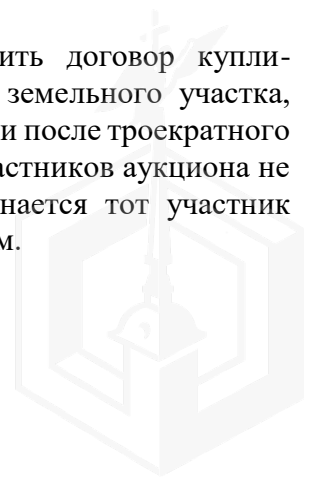 ить договор купли-
земельного участка,
и после троекратного
астников аукциона не
нается тот участник
м.